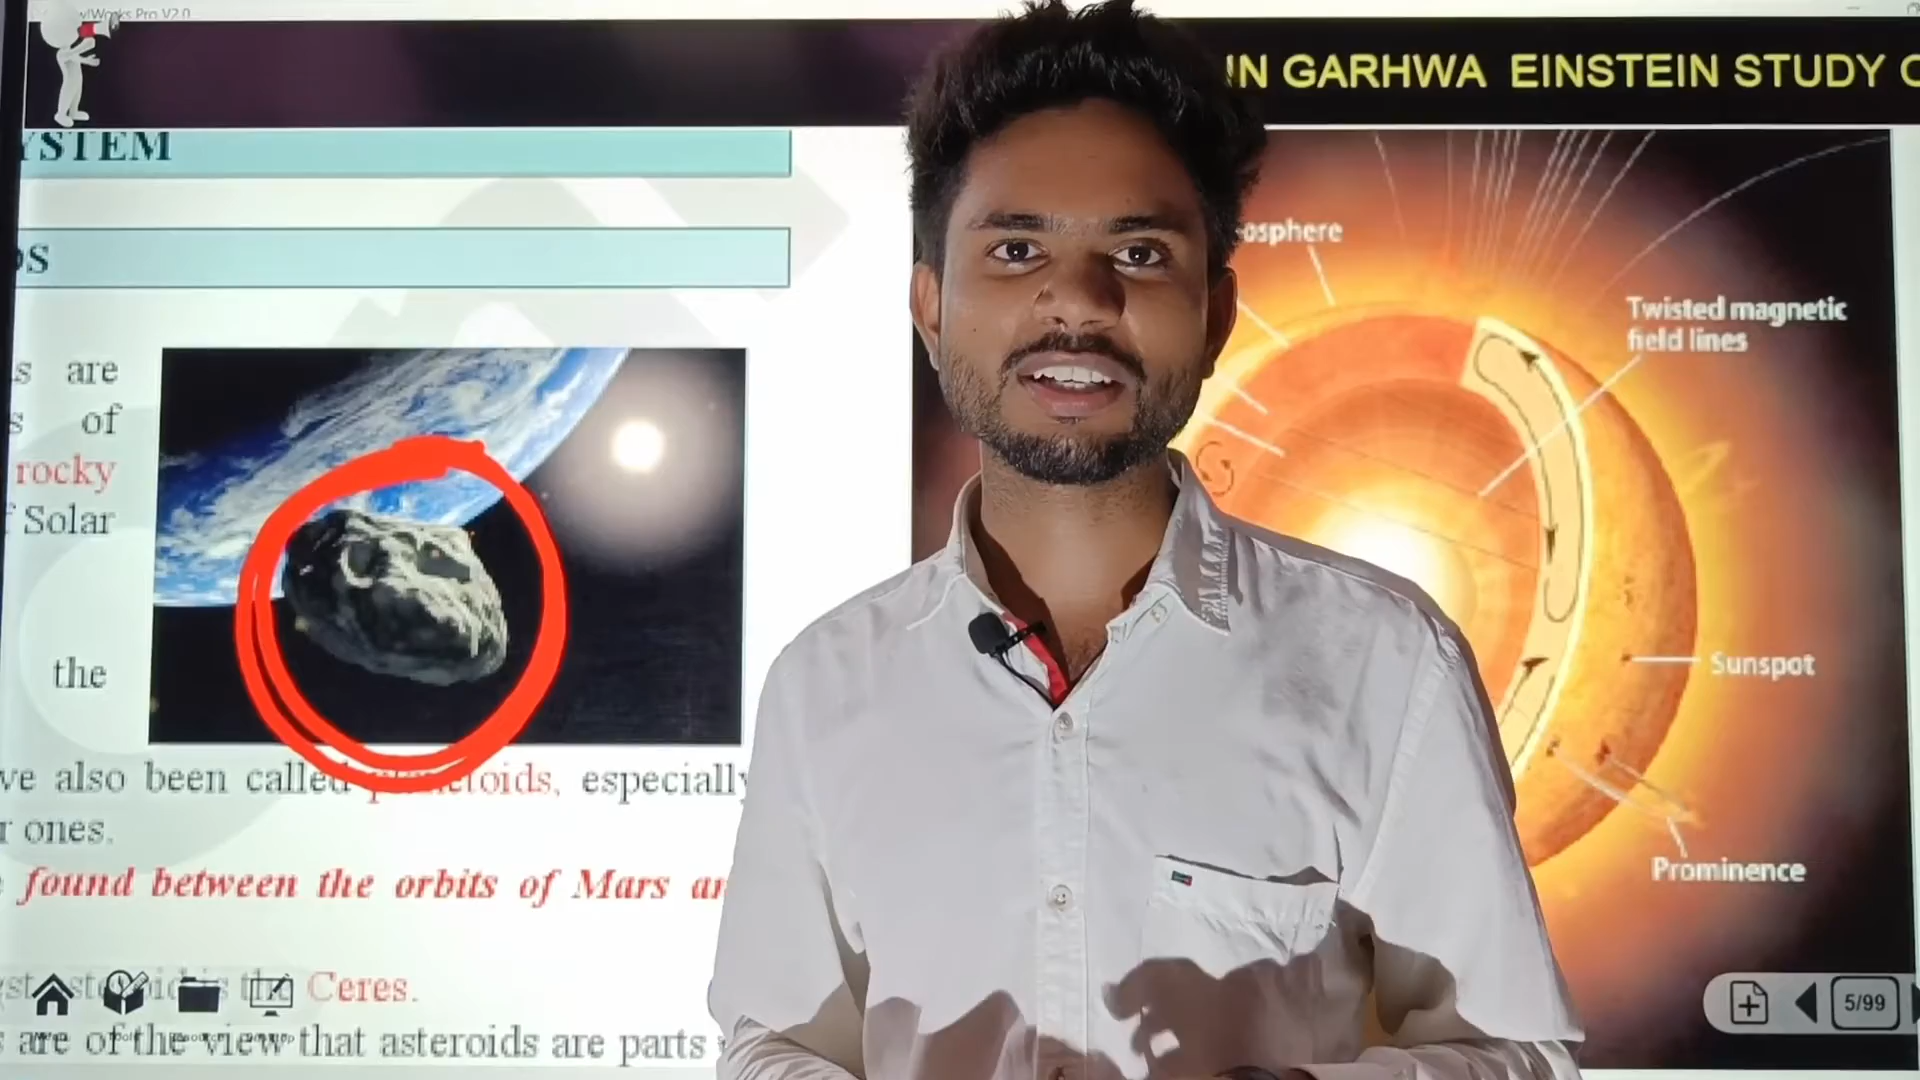 Pro V2.0
IN GARHWA EINSTEIN STUDY C
YSTEM
s are
s of
rocky
Solar
the
ve also been called planetoids, especially
r ones.
found between the orbits of Mars an
the Ceres.
s are of the view that asteroids are parts
osphere
Twisted magnetic
field lines
Sunspot
Prominence
5/99